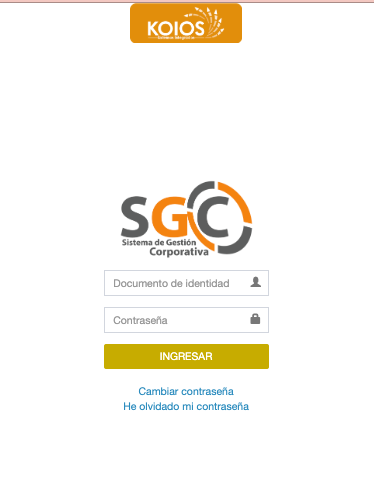 KOIOS
SGC
Sistema de Gestión
Corporativa
Documento de identidad
Contraseña
INGRESAR
Cambiar contraseña
He olvidado mi contraseña